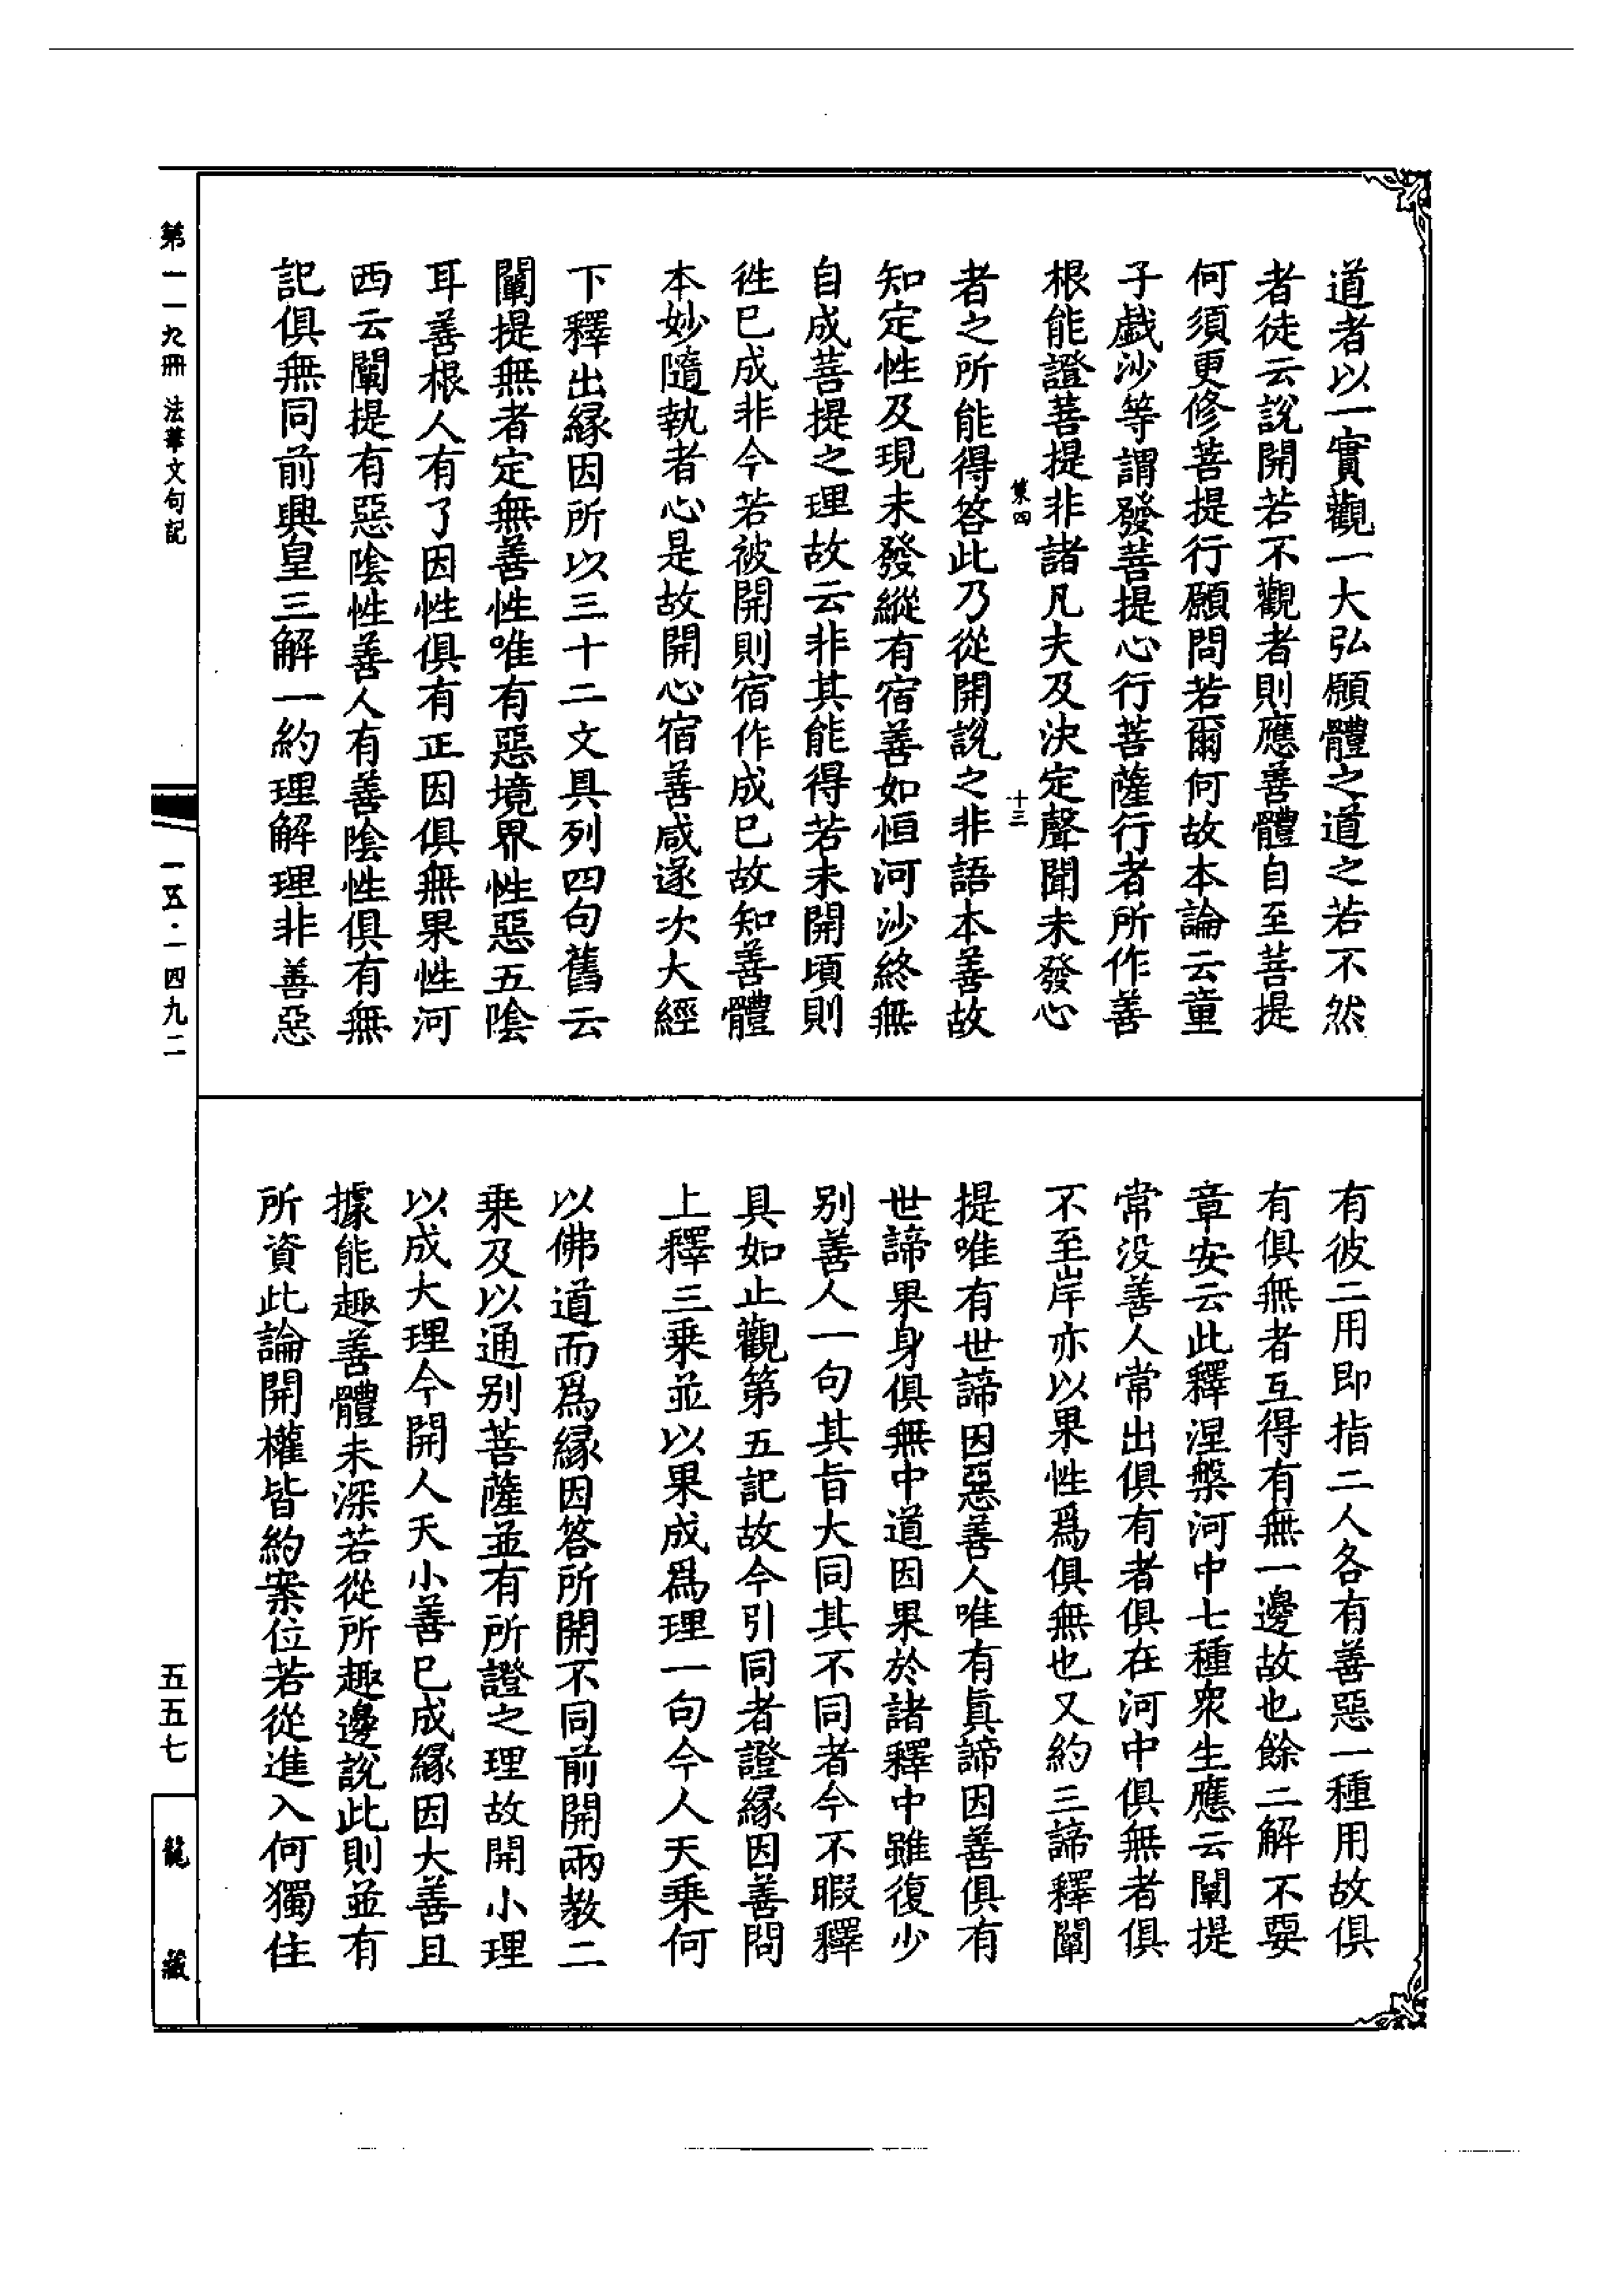 道者以一實觀一大弘願體之道之若不然
者徒云說開若不觀者則應善體自至菩提
何須更修菩提行願問若爾何故本論云童
子戯沙等謂發菩提心行菩薩行者所作善
根能證菩提非諸凡夫及決定聲聞未發心
策四
十三
者之所能得答此乃從開說之非語本善故
知定性及現未發縱有宿善如恒河沙終無
自成菩提之理故云非其能得若未開頃則
徃已成非今若被開則宿作成已故知善體
本妙隨執者心是故開心宿善咸遂次大經
下釋出緣因所以三十二文具列四句舊云
闡提無者定無善性唯有惡境界性惡五陰
耳善根人有了因性俱有正因俱無果性河
西云闡提有惡陰性善人有善陰性俱有無
記俱無同前興皇三解一約理解理非善惡
有彼二用即指二人各有善惡一種用故俱
有俱無者互得有無一邊故也餘二解不要
章安云此釋涅槃河中七種衆生應云闡提
常没善人常出俱有者俱在河中俱無者俱
不至岸亦以果性爲俱無也又約三諦釋闡
提唯有世諦因惡善人唯有眞諦因善俱有
世諦果身俱無中道因果於諸釋中雖復少
别善人一句其旨大同其不同者今不暇釋
具如止觀第五記故今引同者證緣因善問
上釋三乗並以果成爲理一句今人天乗何
以佛道而爲緣因答所開不同前開兩教二
乗及以通别菩薩並有所證之理故開小理
以成大理今開人天小善已成緣因大善且
據能趣善體未深若從所趣邊說此則並有
所資此論開權皆約案位若從進入何獨住
第一一九冊 法華文句記
一五·一四九二
五五七
龍藏